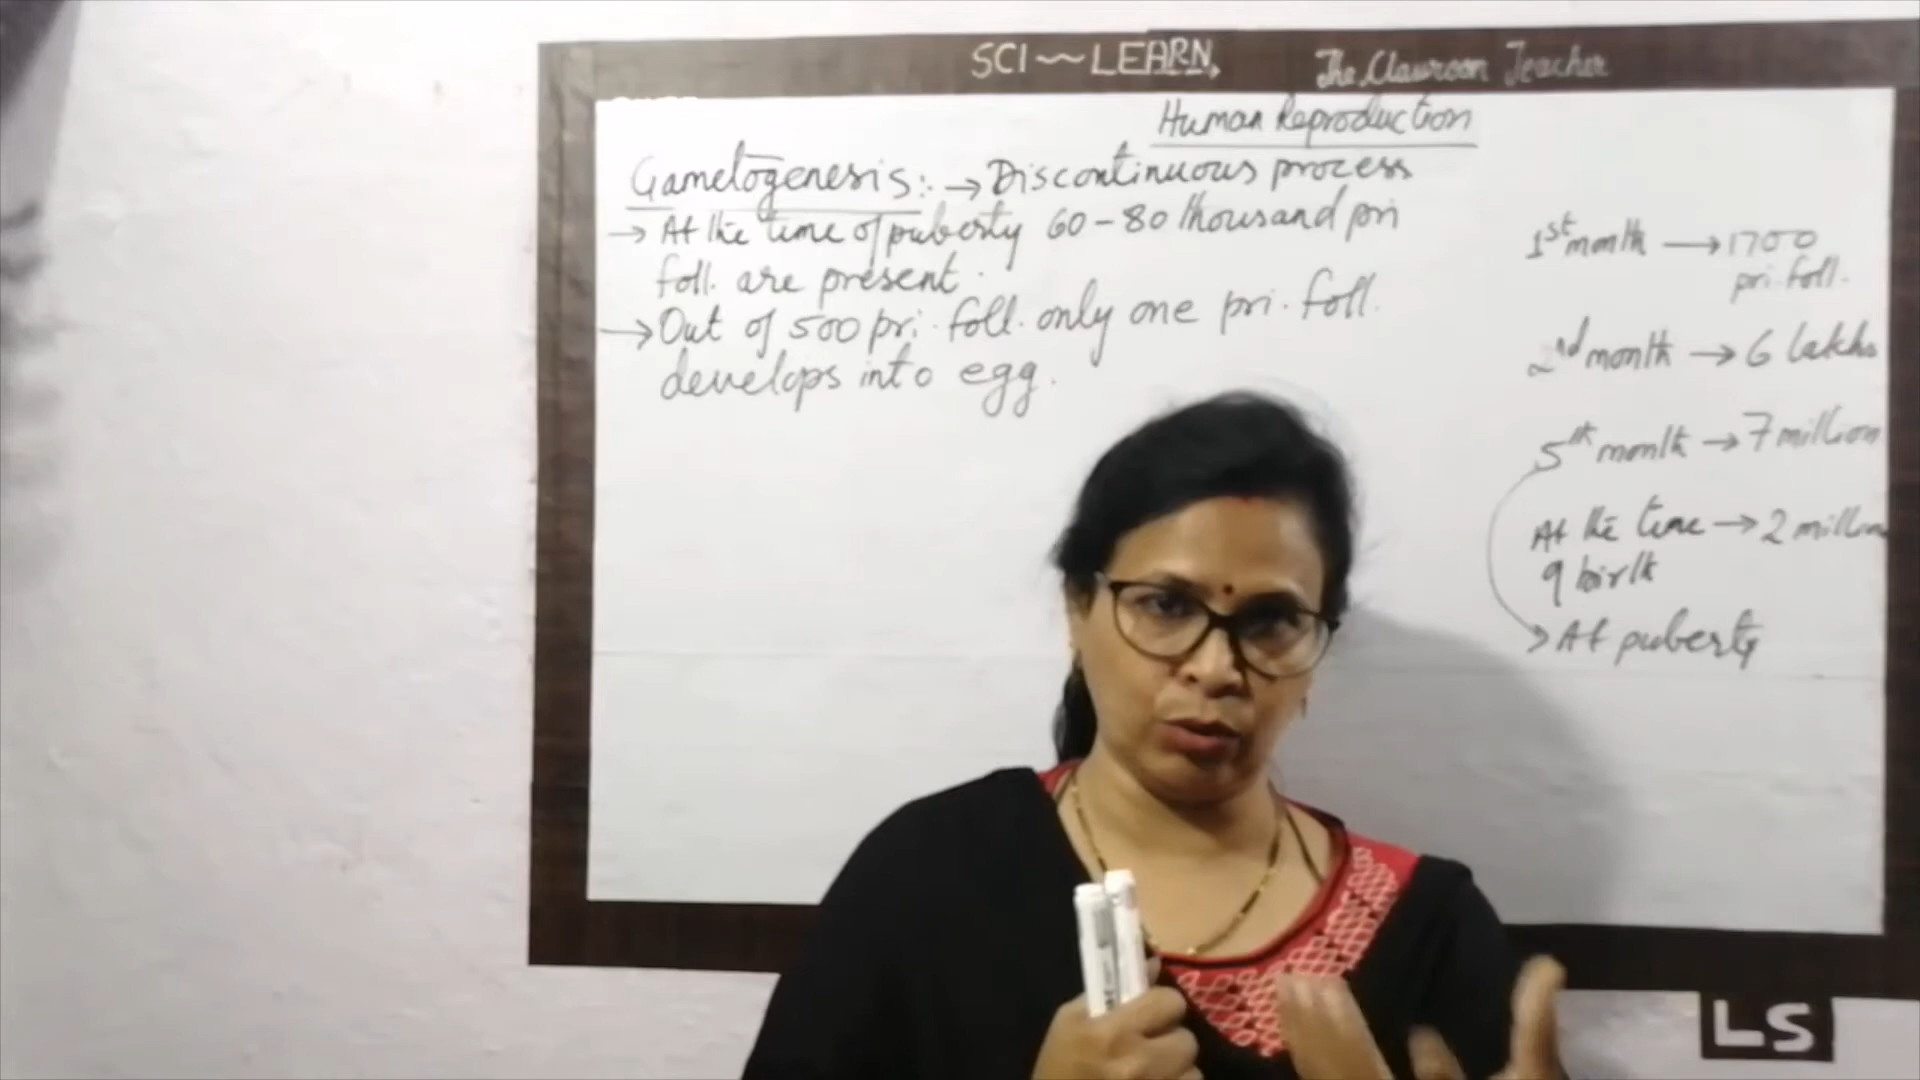 SCI~LEARN,
The Classroom Teacher
Human Reproduction
Gametogenesis:- → Discontinuous process
→ At the time of puberty 60-80 thousand pri
foll. are present.
→ Out of 500 pri. foll. only one pri. foll.
develops into egg.
1st month → 1700
pri. foll.
2nd month → 6 lakhs
5th month → 7 million
At the time → 2 million
of birth
→ At puberty
LS